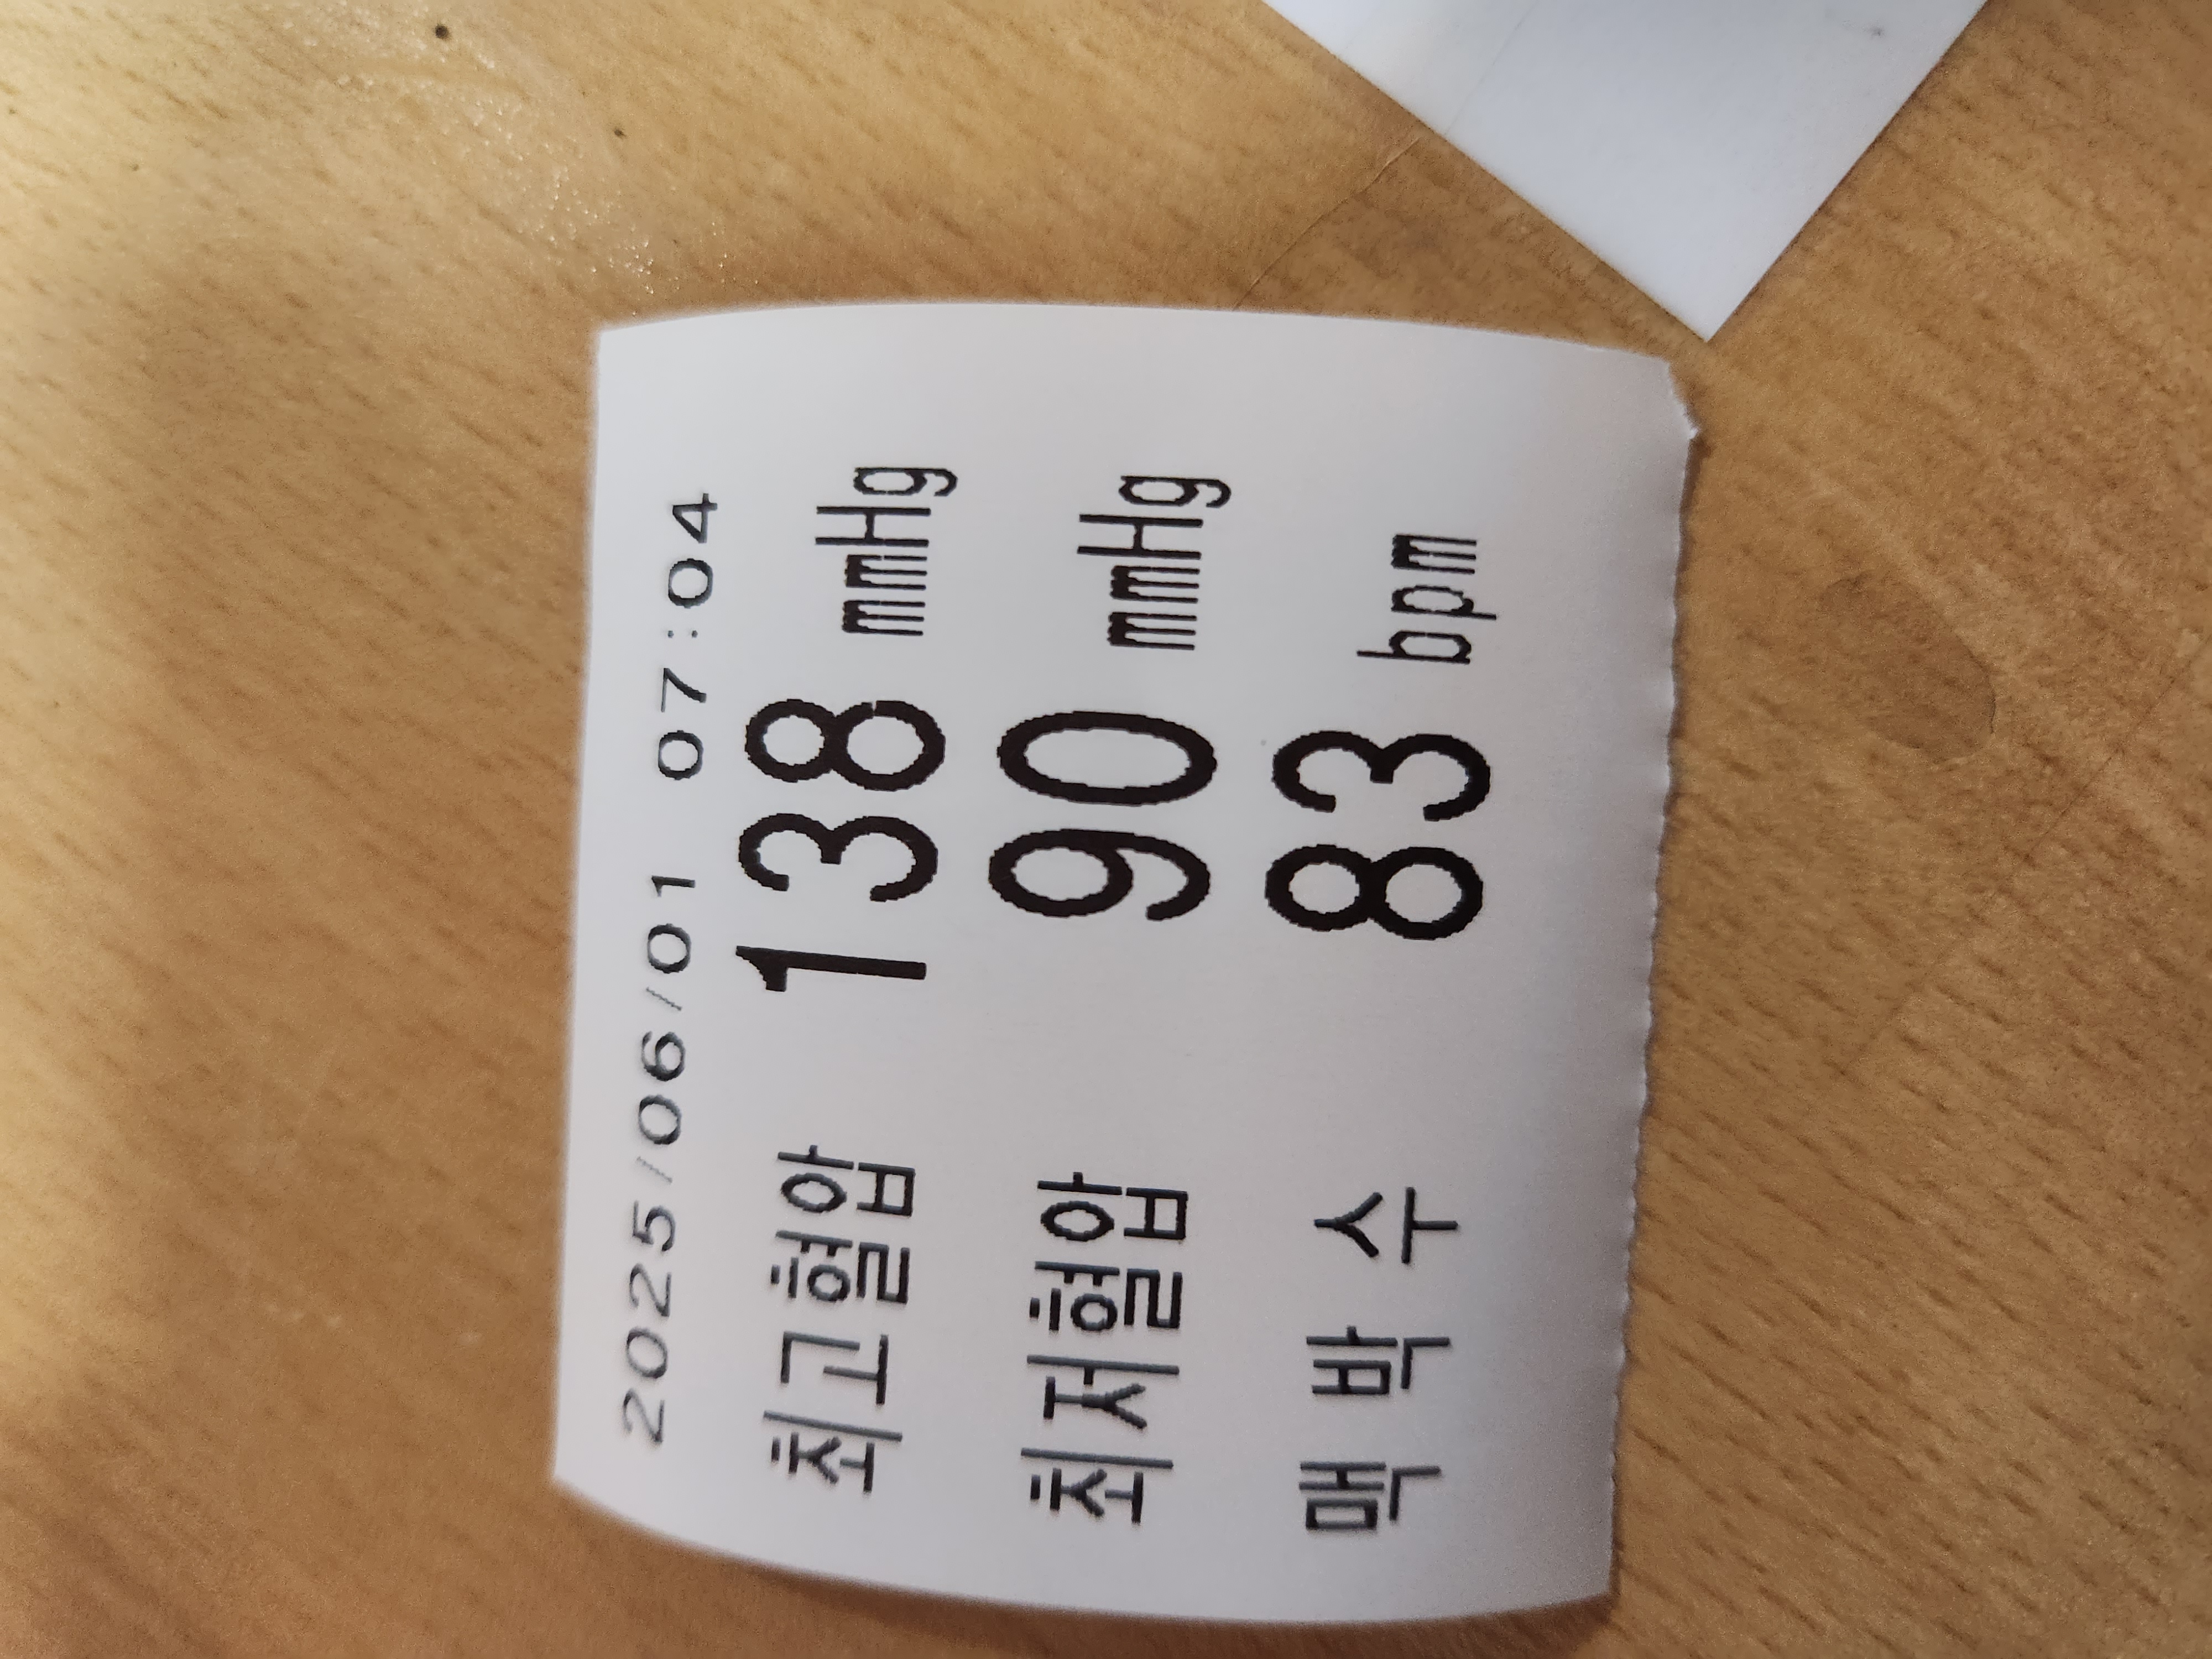 2025/06/01 07:04
최고혈압 138 mmHg
최저혈압 90 mmHg
맥 박 수 83 bpm